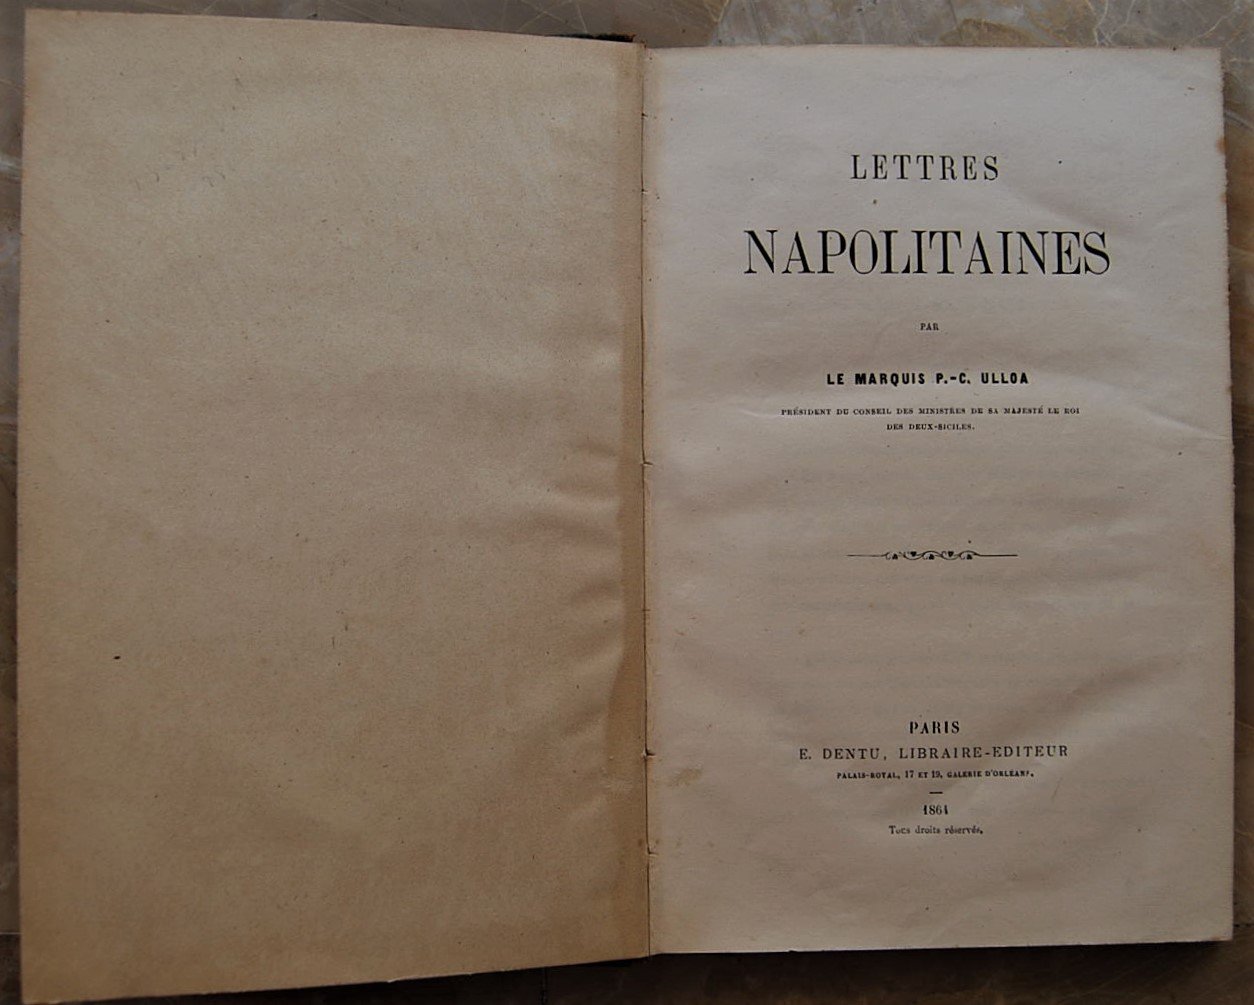 LETTRES
NAPOLITAINES
PAR
LE MARQUIS P.-C. ULLOA
PRÉSIDENT DU CONSEIL DES MINISTRES DE SA MAJESTÉ LE ROI
DES DEUX-SICILES.
PARIS
E. DENTU, LIBRAIRE-EDITEUR
PALAIS-ROYAL, 17 ET 19, GALERIE D'ORLÉANS.
1864
Tous droits réservés.